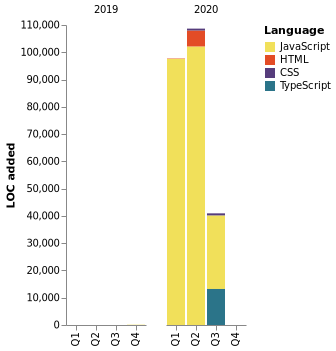 2019
2020
Language
JavaScript
HTML
CSS
TypeScript
LOC added
110,000
100,000
90,000
80,000
70,000
60,000
50,000
40,000
30,000
20,000
10,000
0
Q1
Q2
Q3
Q4
Q1
Q2
Q3
Q4